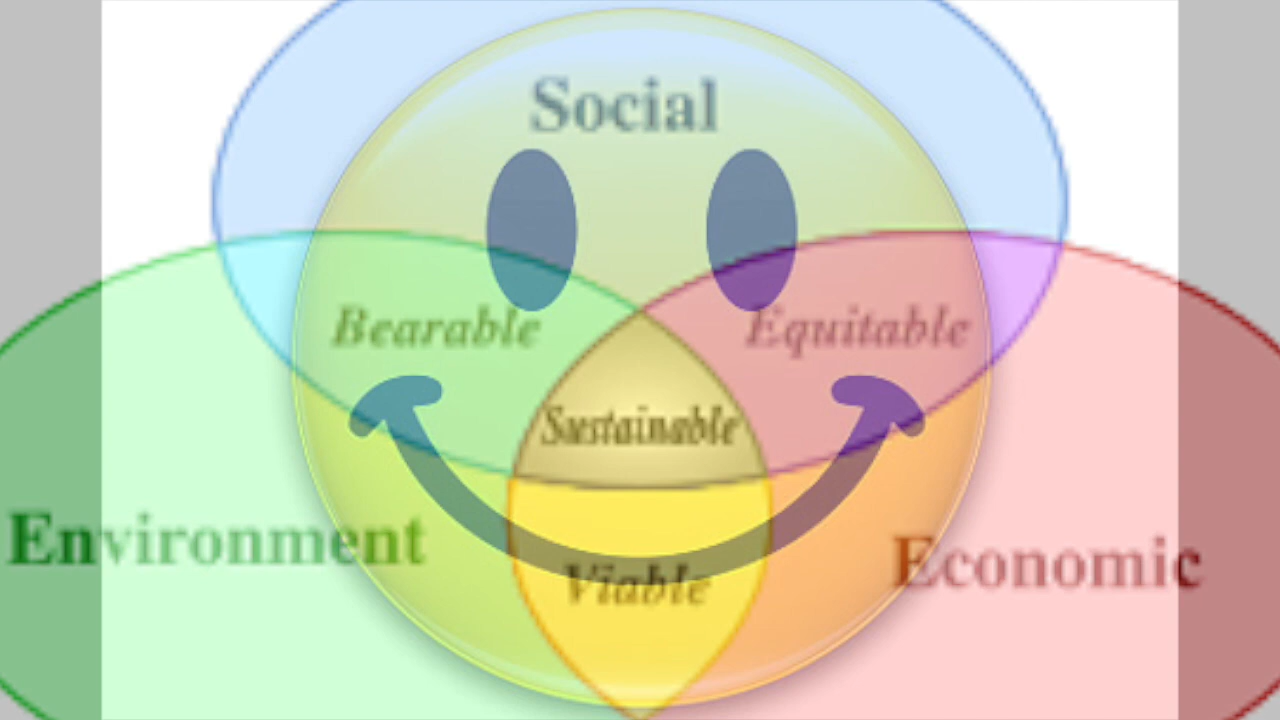 Social
Bearable
Equitable
Sustainable
Environment
Economic
Viable